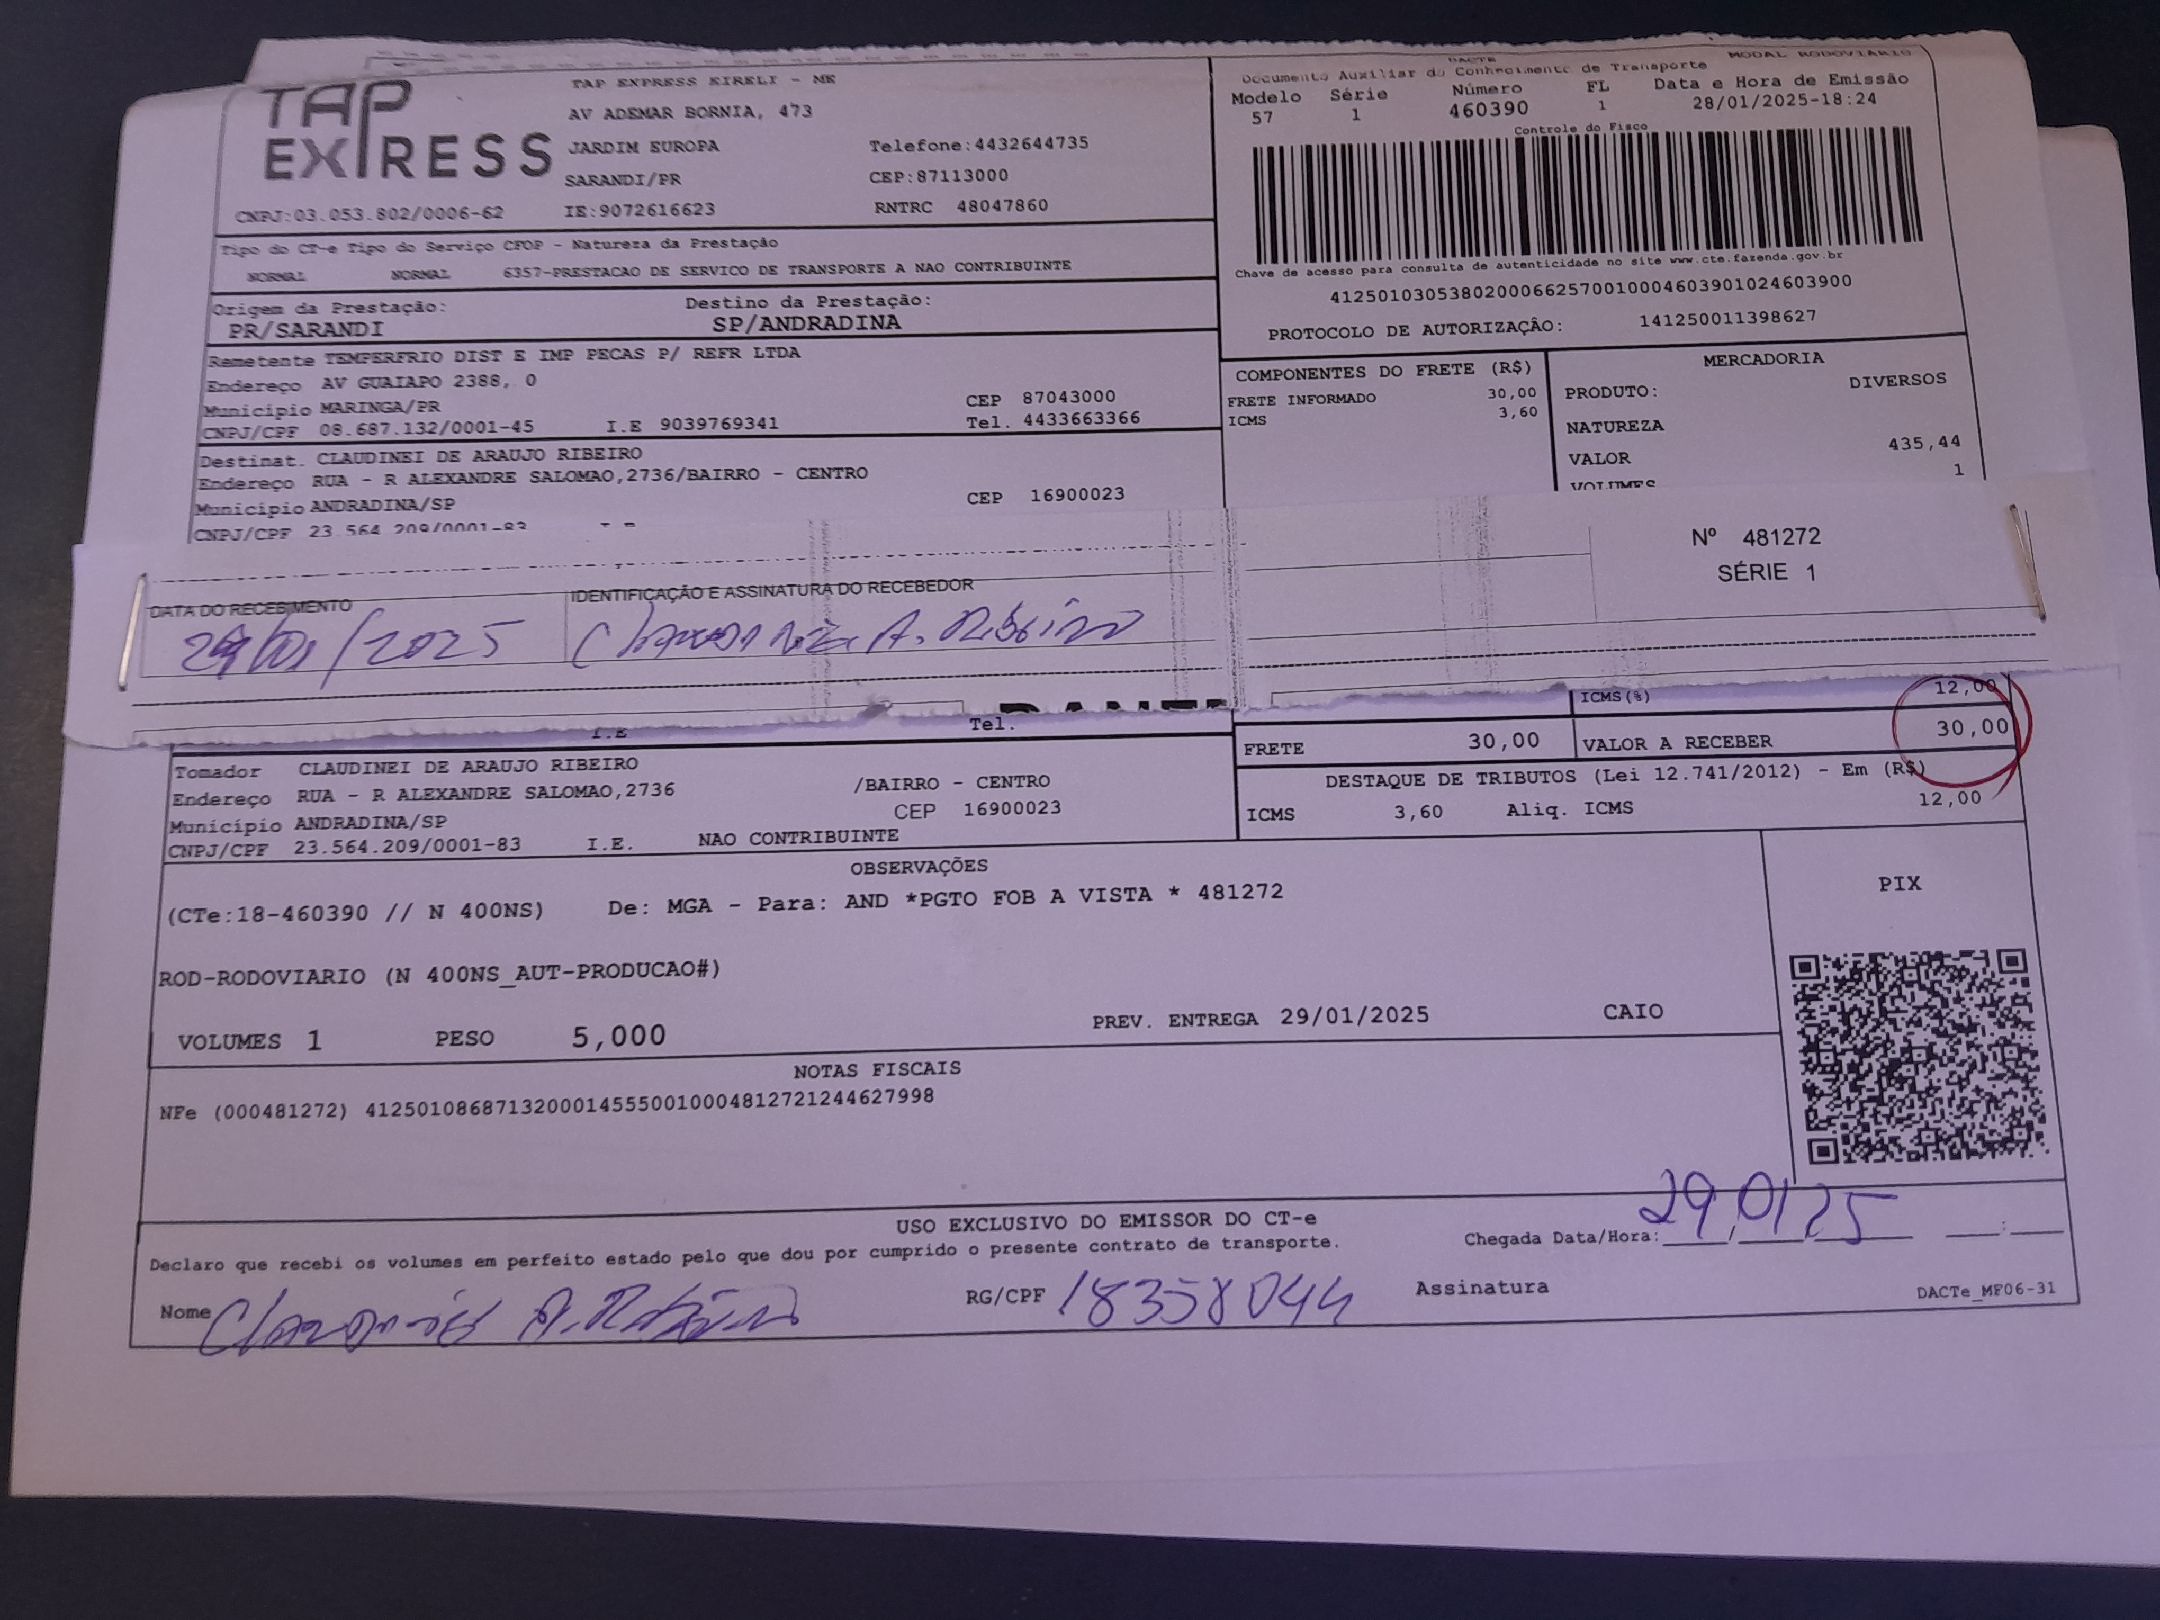 TAP EXPRESS
TAP EXPRESS EIRELI - ME
AV ADEMAR BORNIA, 473
JARDIM EUROPA Telefone:4432644735
SARANDI/PR CEP:87113000
CNPJ:03.053.802/0006-62 IE:9072616623 RNTRC 48047860
Tipo do CT-e Tipo do Serviço CFOP - Natureza da Prestação
NORMAL NORMAL 6357-PRESTACAO DE SERVICO DE TRANSPORTE A NAO CONTRIBUINTE
Origem da Prestação: Destino da Prestação:
PR/SARANDI SP/ANDRADINA
Remetente TEMPERFRIO DIST E IMP PECAS P/ REFR LTDA
Endereço AV GUAIAPO 2388, 0
Município MARINGA/PR CEP 87043000
CNPJ/CPF 08.687.132/0001-45 I.E 9039769341 Tel. 4433663366
Destinat. CLAUDINEI DE ARAUJO RIBEIRO
Endereço RUA - R ALEXANDRE SALOMAO,2736/BAIRRO - CENTRO
Município ANDRADINA/SP CEP 16900023
CNPJ/CPF 23.564.209/0001-83
DACTE MODAL RODOVIARIO
Documento Auxiliar do Conhecimento de Transporte
Modelo Série Número FL Data e Hora de Emissão
57 1 460390 1 28/01/2025-18:24
Controle do Fisco
Chave de acesso para consulta de autenticidade no site www.cte.fazenda.gov.br
41250103053802000662570010004603901024603900
PROTOCOLO DE AUTORIZAÇÃO: 141250011398627
COMPONENTES DO FRETE (R$)
FRETE INFORMADO 30,00
ICMS 3,60
MERCADORIA
PRODUTO: DIVERSOS
NATUREZA
VALOR 435,44
VOLUMES 1
Nº 481272
SÉRIE 1
DATA DO RECEBIMENTO IDENTIFICAÇÃO E ASSINATURA DO RECEBEDOR
29/01/2025 A. Ribeiro
I.E Tel.
ICMS(%) 12,00
FRETE 30,00 VALOR A RECEBER 30,00
DESTAQUE DE TRIBUTOS (Lei 12.741/2012) - Em (R$)
ICMS 3,60 Aliq. ICMS 12,00
Tomador CLAUDINEI DE ARAUJO RIBEIRO
Endereço RUA - R ALEXANDRE SALOMAO,2736 /BAIRRO - CENTRO
Município ANDRADINA/SP CEP 16900023
CNPJ/CPF 23.564.209/0001-83 I.E. NAO CONTRIBUINTE
OBSERVAÇÕES
(CTe:18-460390 // N 400NS) De: MGA - Para: AND *PGTO FOB A VISTA * 481272
ROD-RODOVIARIO (N 400NS_AUT-PRODUCAO#)
VOLUMES 1 PESO 5,000 PREV. ENTREGA 29/01/2025 CAIO
PIX
NOTAS FISCAIS
NFe (000481272) 41250108687132000145550010004812721244627998
USO EXCLUSIVO DO EMISSOR DO CT-e
Declaro que recebi os volumes em perfeito estado pelo que dou por cumprido o presente contrato de transporte.
Chegada Data/Hora: 29/01/25
Nome A. Ribeiro RG/CPF 18358044 Assinatura
DACTe_MF06-31